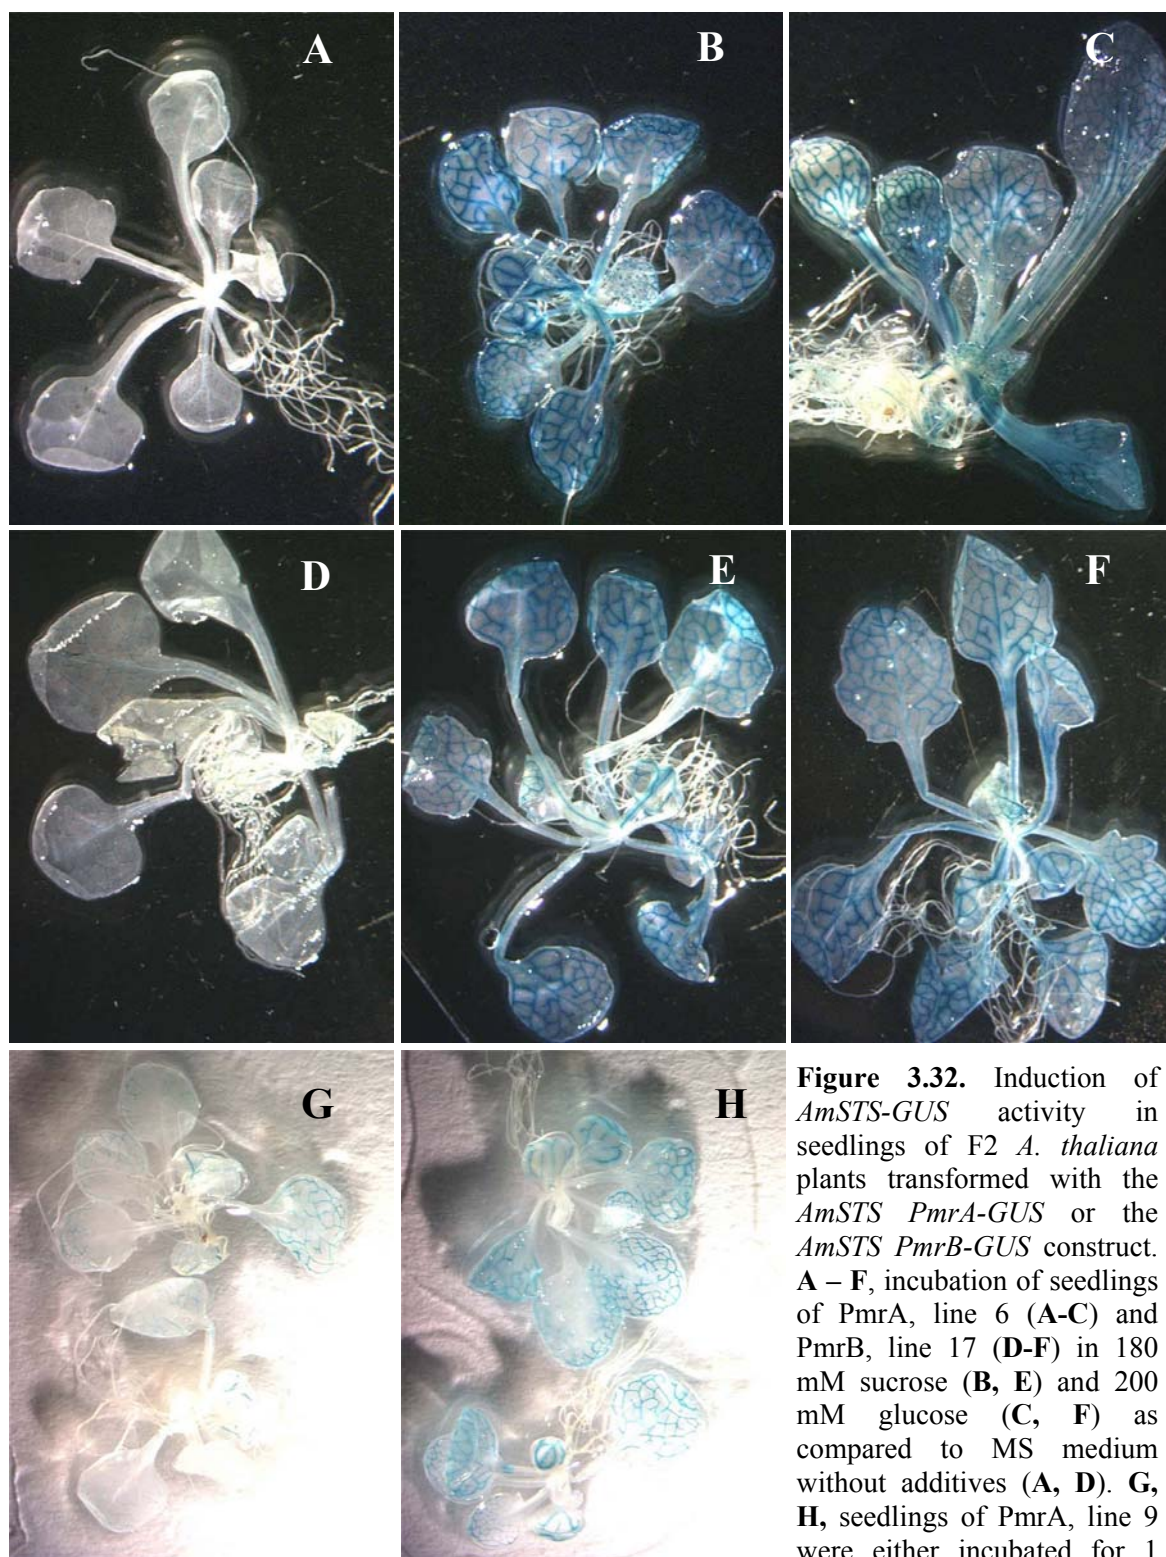 A
B
C
D
E
F
G
H
Figure 3.32. Induction of
AmSTS-GUS activity in
seedlings of F2 A. thaliana
plants transformed with the
AmSTS PmrA-GUS or the
AmSTS PmrB-GUS construct.
A – F, incubation of seedlings
of PmrA, line 6 (A-C) and
PmrB, line 17 (D-F) in 180
mM sucrose (B, E) and 200
mM glucose (C, F) as
compared to MS medium
without additives (A, D). G,
H, seedlings of PmrA, line 9
were either incubated for 1